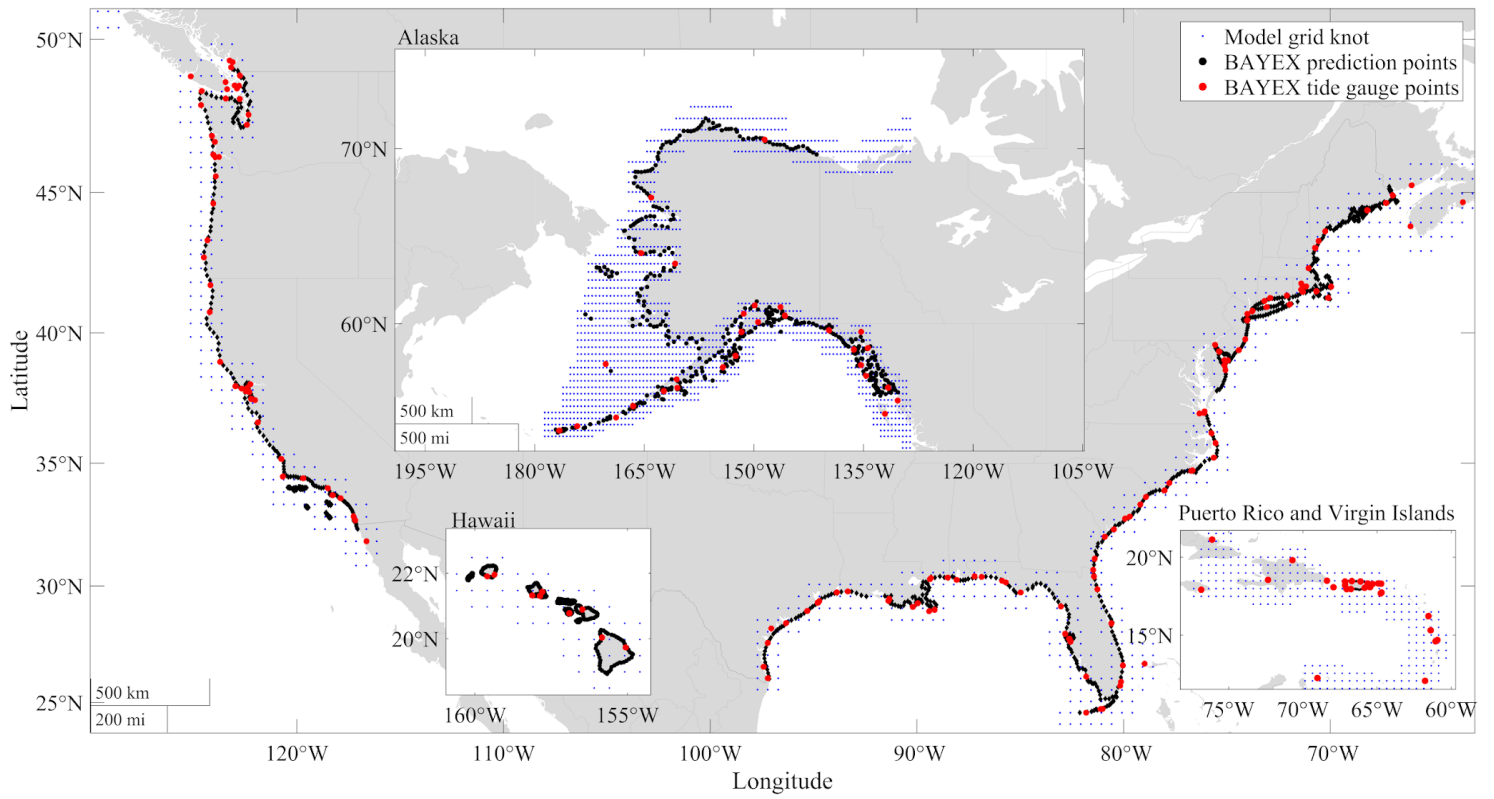 Alaska
Model grid knot
BAYEX prediction points
BAYEX tide gauge points
50°N
45°N
40°N
35°N
30°N
25°N
Latitude
70°N
60°N
500 km
500 mi
195°W 180°W 165°W 150°W 135°W 120°W 105°W
Hawaii
22°N
20°N
160°W 155°W
Puerto Rico and Virgin Islands
20°N
15°N
75°W 70°W 65°W 60°W
500 km
200 mi
120°W 110°W 100°W 90°W 80°W 70°W
Longitude